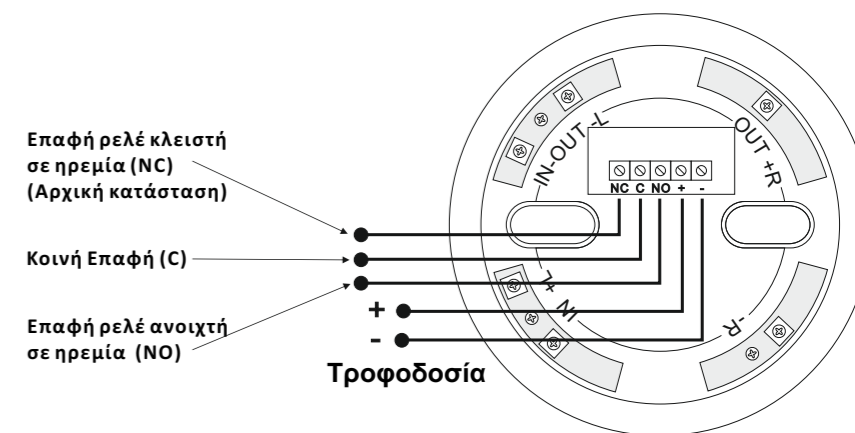 Επαφή ρελέ κλειστή
σε ηρεμία (NC)
(Αρχική κατάσταση)
Κοινή Επαφή (C)
Επαφή ρελέ ανοιχτή
σε ηρεμία (NO)
+
-
Τροφοδοσία
IN-OUT -L
OUT +R
NC C NO + -
IN +L
-R